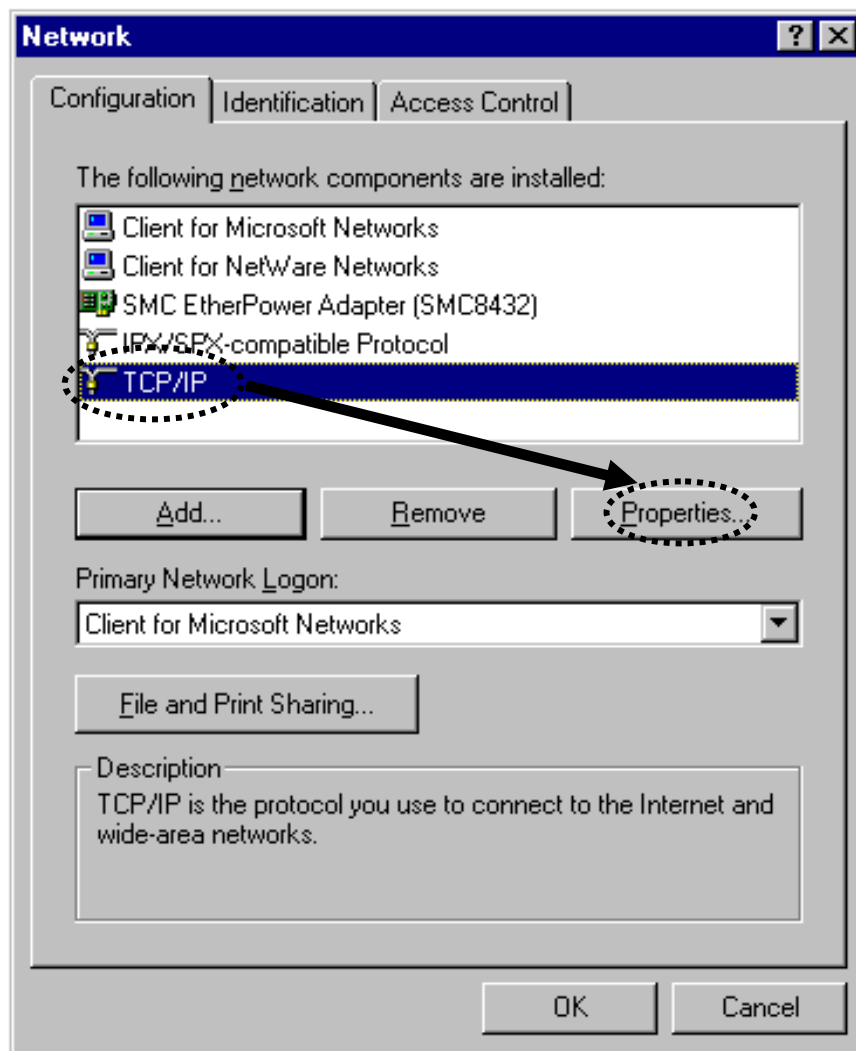 Network
Configuration Identification Access Control
The following network components are installed:
Client for Microsoft Networks
Client for NetWare Networks
SMC EtherPower Adapter (SMC8432)
IPX/SPX-compatible Protocol
TCP/IP
Add... Remove Properties...
Primary Network Logon:
Client for Microsoft Networks
File and Print Sharing...
Description
TCP/IP is the protocol you use to connect to the Internet and
wide-area networks.
OK Cancel